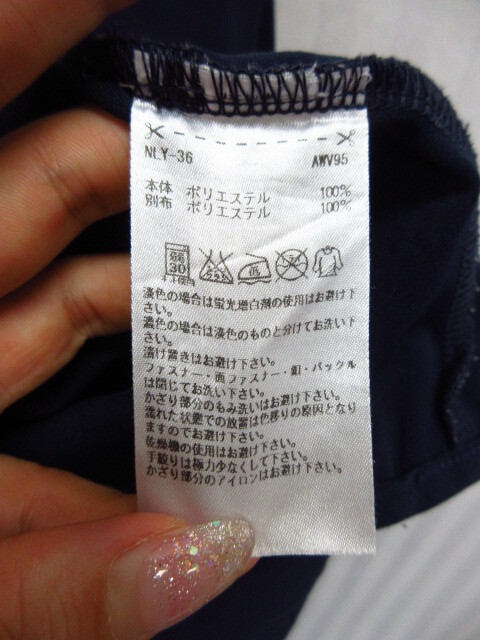 NLY-36 AWV95
本体 ポリエステル 100%
別布 ポリエステル 100%
弱 30 中性
エンソサラシ 低
淡色の場合は蛍光増白剤の使用はお避け下
さい。
濃色の場合は淡色のものと分けてお洗い下
さい。
漬け置きはお避け下さい。
ファスナー・面ファスナー・釦・バックル
は閉じてお洗い下さい。
かざり部分のもみ洗いはお避け下さい。
濡れた状態での放置は色移りの原因となり
ますのでお避け下さい。
乾燥機の使用はお避け下さい。
手絞りは極力少なくして下さい。
かざり部分のアイロンはお避け下さい。